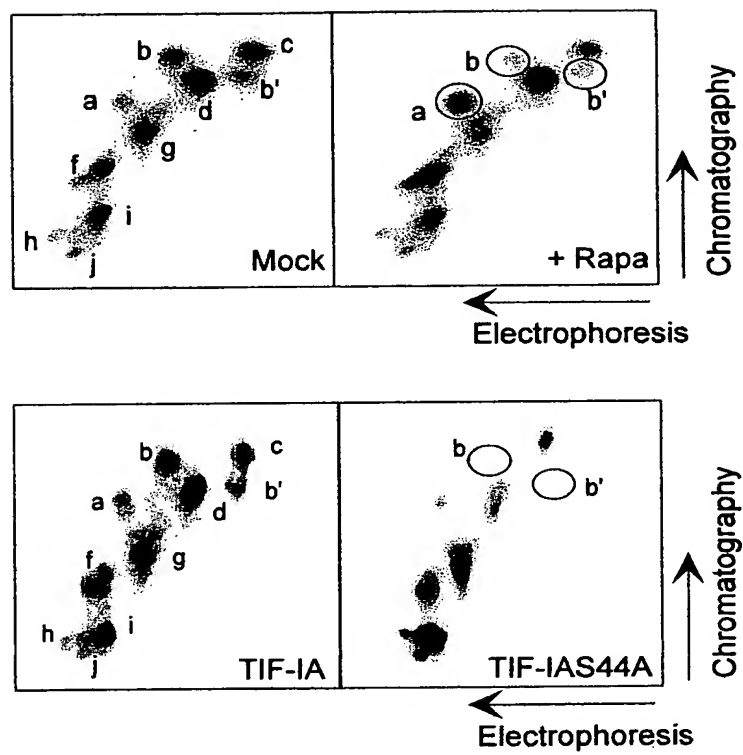 b
c
a
d
b'
g
f
i
h
j
Mock
b
b'
a
+ Rapa
Chromatography
Electrophoresis
b
c
a
b'
d
g
f
h
i
j
TIF-IA
b
b'
TIF-IAS44A
Chromatography
Electrophoresis